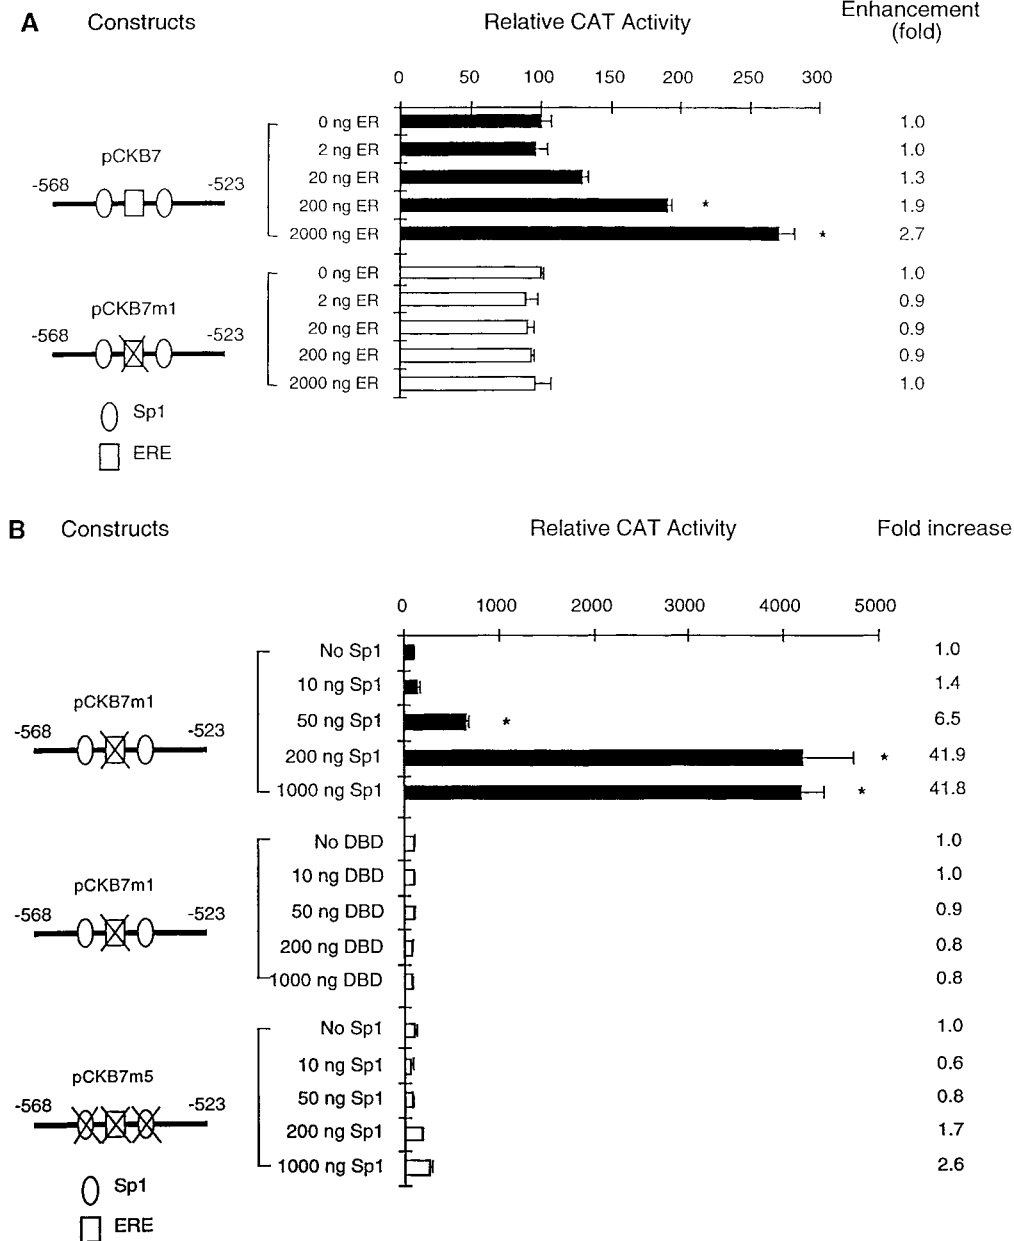 A Constructs Relative CAT Activity Enhancement (fold)
0 50 100 150 200 250 300
pCKB7
-568 -523
0 ng ER 1.0
2 ng ER 1.0
20 ng ER 1.3
200 ng ER * 1.9
2000 ng ER * 2.7
pCKB7m1
-568 -523
0 ng ER 1.0
2 ng ER 0.9
20 ng ER 0.9
200 ng ER 0.9
2000 ng ER 1.0
Sp1
ERE
B Constructs Relative CAT Activity Fold increase
0 1000 2000 3000 4000 5000
pCKB7m1
-568 -523
No Sp1 1.0
10 ng Sp1 1.4
50 ng Sp1 * 6.5
200 ng Sp1 * 41.9
1000 ng Sp1 * 41.8
pCKB7m1
-568 -523
No DBD 1.0
10 ng DBD 1.0
50 ng DBD 0.9
200 ng DBD 0.8
1000 ng DBD 0.8
pCKB7m5
-568 -523
No Sp1 1.0
10 ng Sp1 0.6
50 ng Sp1 0.8
200 ng Sp1 1.7
1000 ng Sp1 2.6
Sp1
ERE